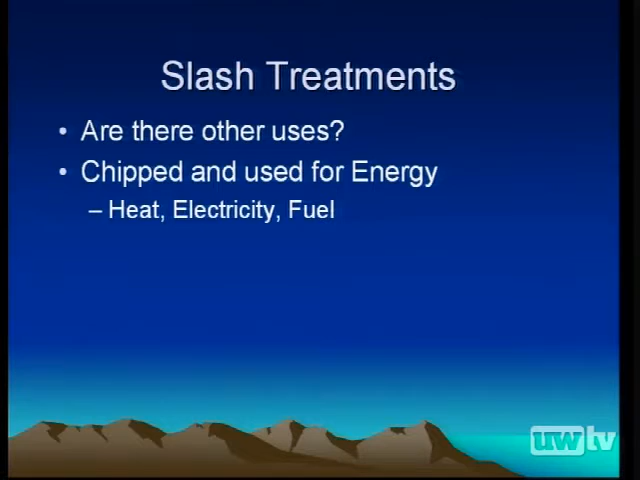 Slash Treatments
• Are there other uses?
• Chipped and used for Energy
– Heat, Electricity, Fuel
uwtv